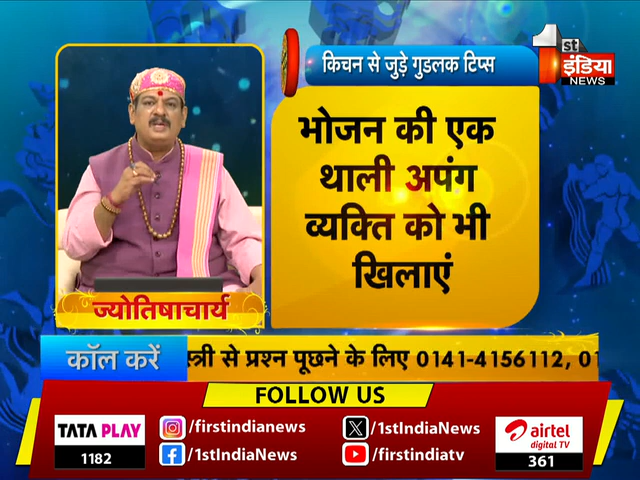 किचन से जुड़े गुडलक टिप्स
1st
इंडिया
NEWS
भोजन की एक
थाली अपंग
व्यक्ति को भी
खिलाएं
ज्योतिषाचार्य
कॉल करें
स्त्री से प्रश्न पूछने के लिए 0141-4156112, 01
FOLLOW US
TATA PLAY
1182
/firstindianews
/1stIndiaNews
/1stIndiaNews
/firstindiatv
airtel
digital TV
361